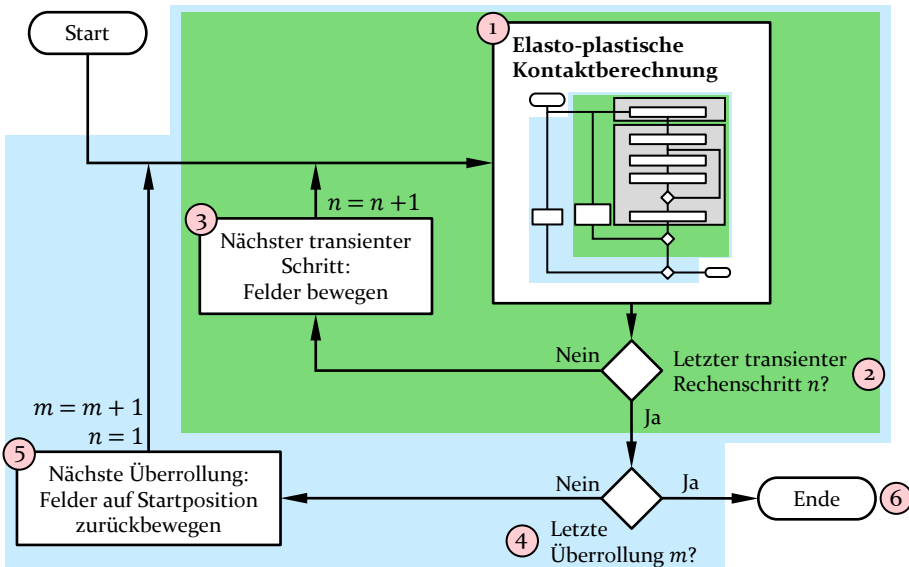 Start
1
Elasto-plastische
Kontaktberechnung
n = n +1
3
Nächster transienter
Schritt:
Felder bewegen
Nein
Letzter transienter
Rechenschritt n?
2
Ja
m = m + 1
n = 1
5
Nächste Überrollung:
Felder auf Startposition
zurückbewegen
Nein
Ja
Ende
6
4
Letzte
Überrollung m?